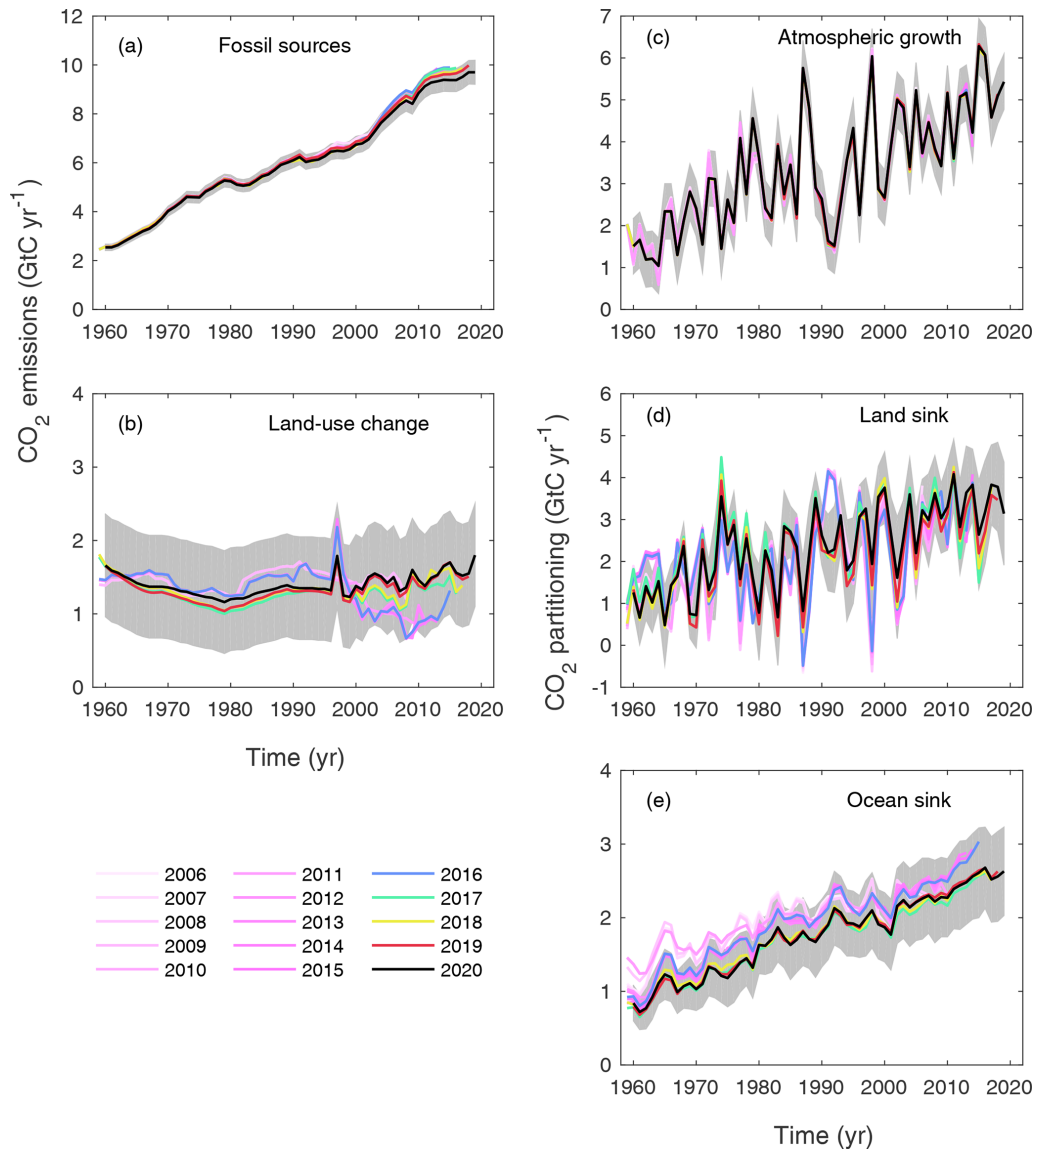 (a) Fossil sources
12
10
8
6
4
2
0
1960 1970 1980 1990 2000 2010 2020
CO2 emissions (GtC yr-1)
(b) Land-use change
4
3
2
1
0
1960 1970 1980 1990 2000 2010 2020
Time (yr)
(c) Atmospheric growth
7
6
5
4
3
2
1
0
1960 1970 1980 1990 2000 2010 2020
(d) Land sink
6
5
4
3
2
1
0
-1
1960 1970 1980 1990 2000 2010 2020
CO2 partitioning (GtC yr-1)
(e) Ocean sink
4
3
2
1
0
1960 1970 1980 1990 2000 2010 2020
Time (yr)
2006 2011 2016
2007 2012 2017
2008 2013 2018
2009 2014 2019
2010 2015 2020